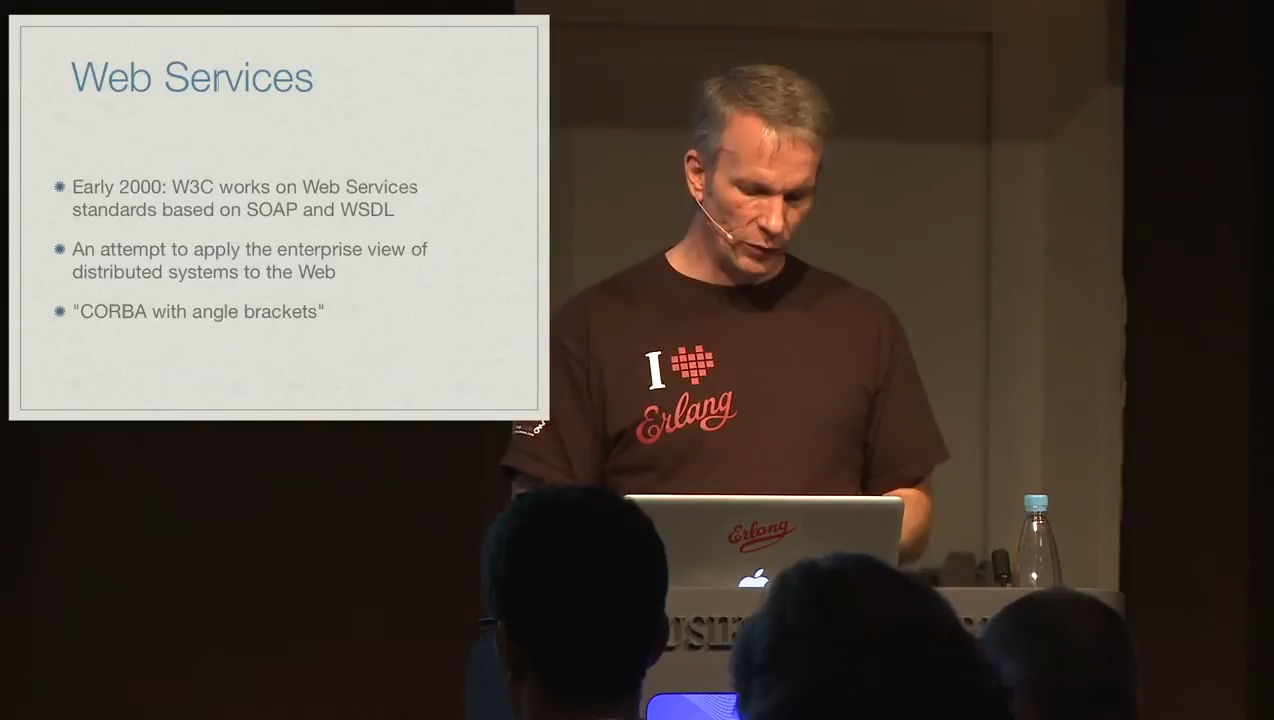 Web Services
Early 2000: W3C works on Web Services
standards based on SOAP and WSDL
An attempt to apply the enterprise view of
distributed systems to the Web
"CORBA with angle brackets"
I
Erlang
Erlang